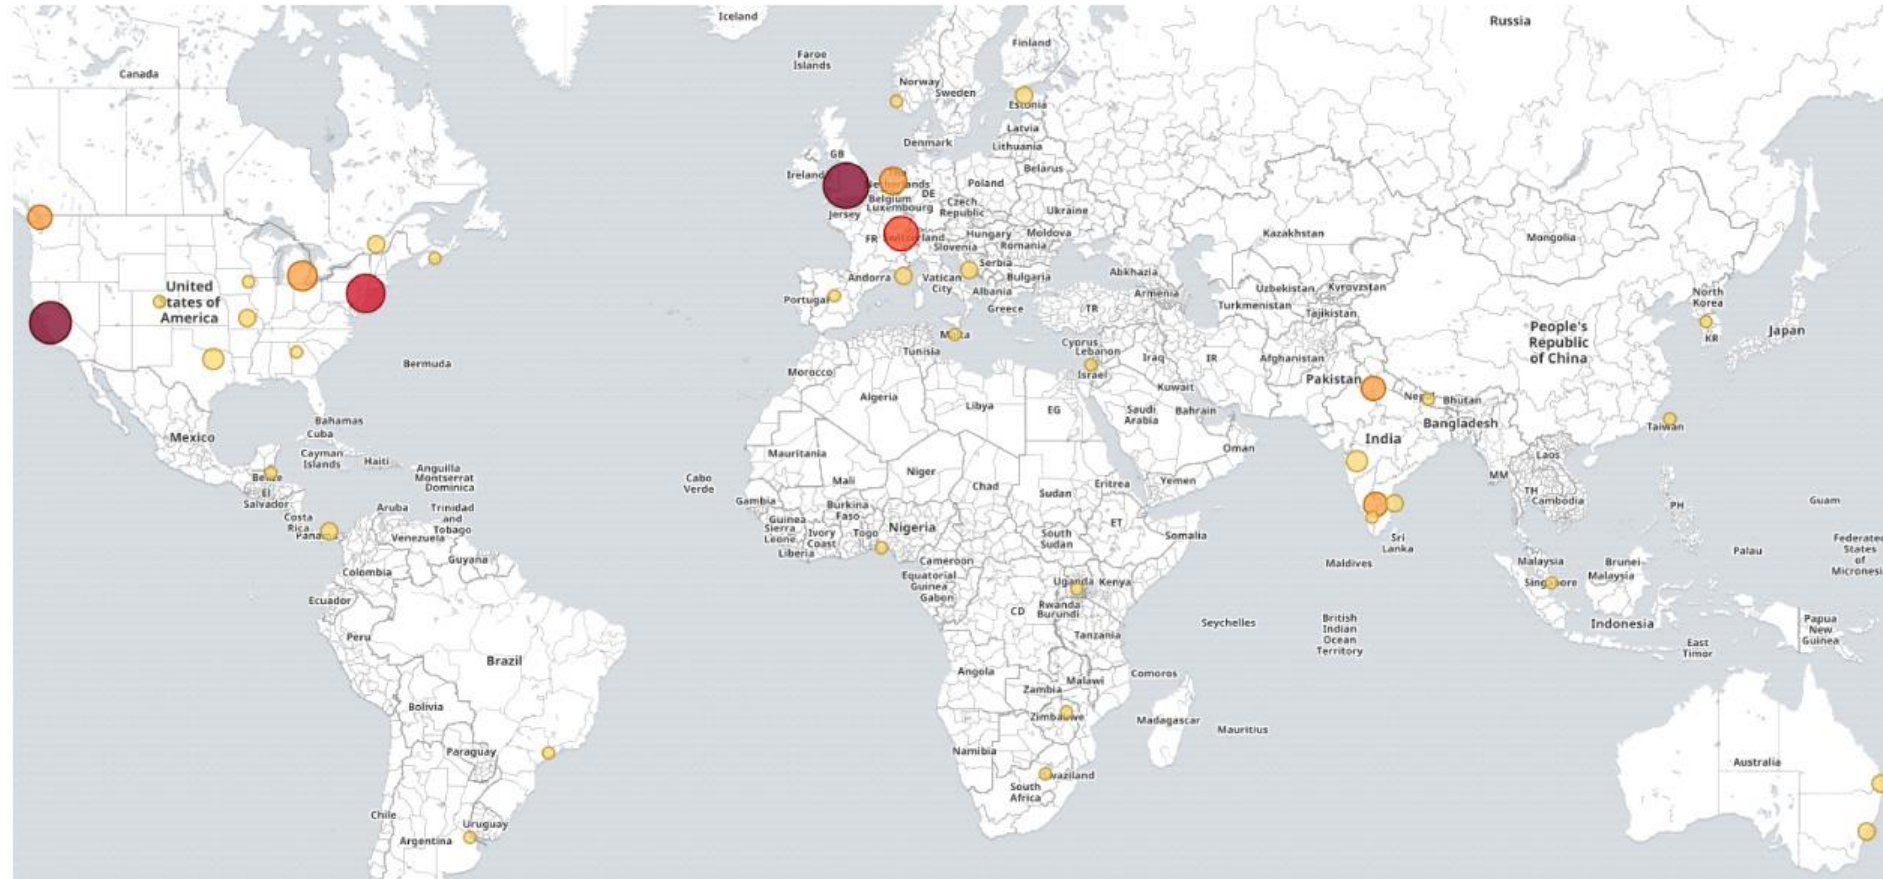 Iceland
Russia
Canada
Faroe
Islands
Finland
Norway
Sweden
Estonia
Latvia
Lithuania
Denmark
GB
Ireland
Belarus
Poland
DE
Belgium
Luxembourg
Czech
Republic
Jersey
Ukraine
FR
Hungary
Moldova
Slovenia
Romania
Kazakhstan
Mongolia
Andorra
Vatican
City
Serbia
Bulgaria
Albania
Abkhazia
Uzbekistan
Kyrgyzstan
Armenia
Turkmenistan
Tajikistan
United
States of
America
Portugal
Greece
TR
North
Korea
KR
Japan
People's
Republic
of China
Bermuda
Tunisia
Cyprus
Lebanon
Israel
Iraq
IR
Afghanistan
Morocco
Kuwait
Pakistan
Bhutan
Algeria
Libya
EG
Saudi
Arabia
Bahrain
Bangladesh
Taiwan
Bahamas
Cuba
Mexico
India
Oman
Cayman
Islands
Haiti
Anguilla
Montserrat
Dominica
Mauritania
Laos
Belize
El
Salvador
Cabo
Verde
Mali
Niger
Chad
Sudan
Eritrea
Yemen
MM
TH
Cambodia
PH
Guam
Costa
Rica
Panama
Aruba
Trinidad
and
Tobago
Venezuela
Gambia
Guinea
Sierra
Leone
Liberia
Burkina
Faso
Ivory
Coast
Togo
Nigeria
ET
South
Sudan
Somalia
Sri
Lanka
Guyana
Colombia
Cameroon
Equatorial
Guinea
Gabon
Maldives
Malaysia
Brunei
Malaysia
Palau
Federated
States
of
Ecuador
Uganda
Kenya
CD
Rwanda
Burundi
Singapore
Peru
Tanzania
Seychelles
British
Indian
Ocean
Territory
Indonesia
East
Timor
Papua
New
Guinea
Brazil
Angola
Zambia
Malawi
Comoros
Bolivia
Zimbabwe
Madagascar
Mauritius
Paraguay
Namibia
Australia
South
Africa
Chile
Uruguay
Argentina